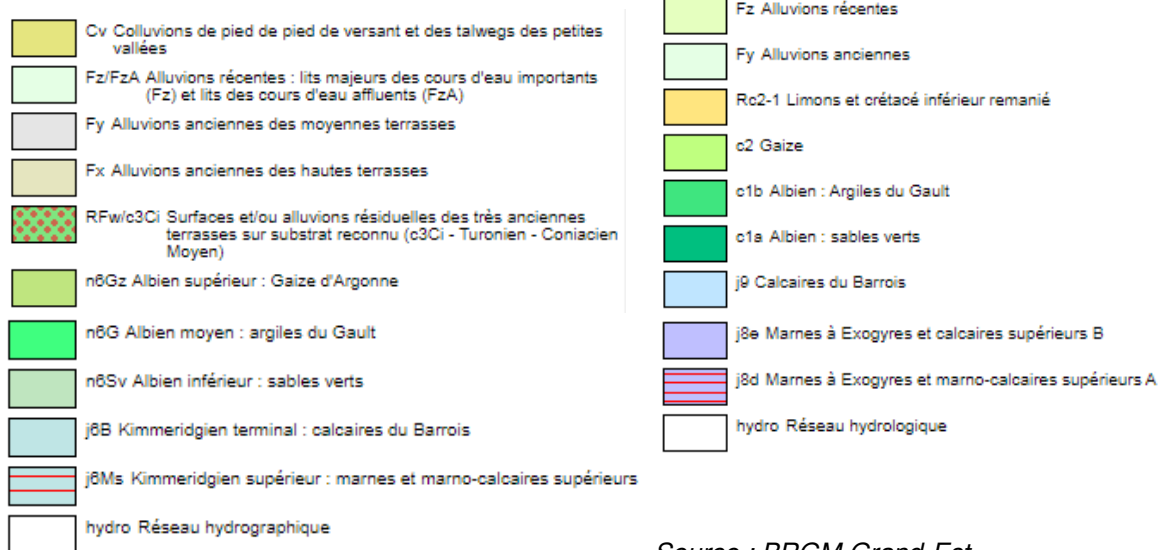 Cv Colluvions de pied de pied de versant et des talwegs des petites
vallées
Fz/FzA Alluvions récentes : lits majeurs des cours d'eau importants
(Fz) et lits des cours d'eau affluents (FzA)
Fy Alluvions anciennes des moyennes terrasses
Fx Alluvions anciennes des hautes terrasses
RFw/c3Ci Surfaces et/ou alluvions résiduelles des très anciennes
terrasses sur substrat reconnu (c3Ci - Turonien - Coniacien
Moyen)
n6Gz Albien supérieur : Gaize d'Argonne
n6G Albien moyen : argiles du Gault
n6Sv Albien inférieur : sables verts
j6B Kimmeridgien terminal : calcaires du Barrois
j6Ms Kimmeridgien supérieur : marnes et marno-calcaires supérieurs
hydro Réseau hydrographique
Fz Alluvions récentes
Fy Alluvions anciennes
Rc2-1 Limons et crétacé inférieur remanié
c2 Gaize
c1b Albien : Argiles du Gault
c1a Albien : sables verts
j9 Calcaires du Barrois
j8e Marnes à Exogyres et calcaires supérieurs B
j8d Marnes à Exogyres et marno-calcaires supérieurs A
hydro Réseau hydrologique
Source : BRGM Grand-Est